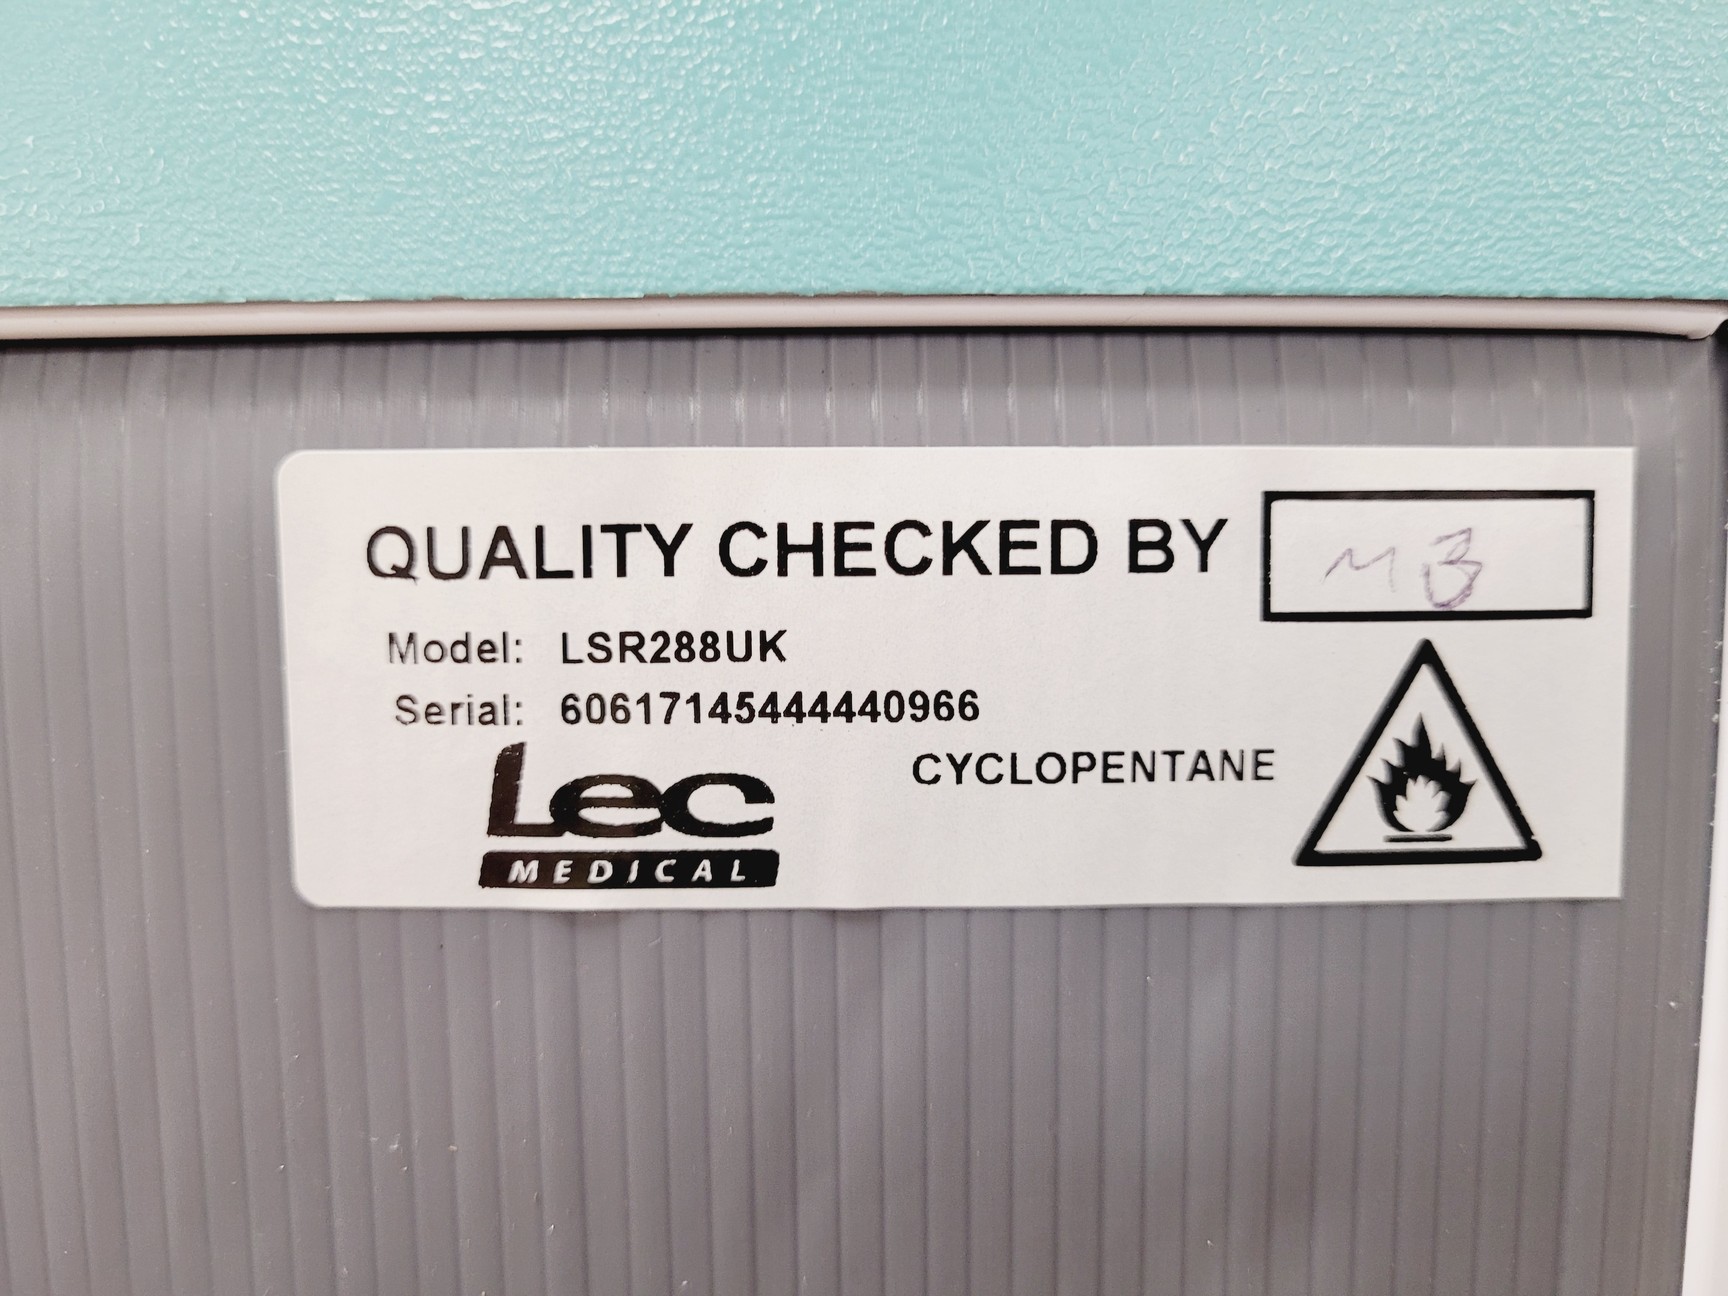 QUALITY CHECKED BY MB
Model: LSR288UK
Serial: 60617145444440966
CYCLOPENTANE
Lec
MEDICAL